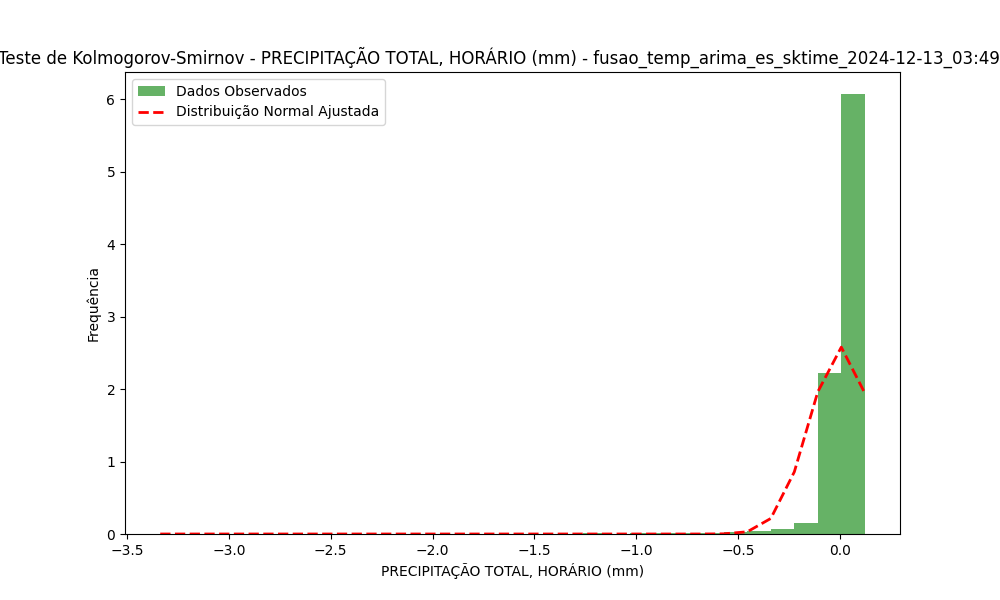 Teste de Kolmogorov-Smirnov - PRECIPITAÇÃO TOTAL, HORÁRIO (mm) - fusao_temp_arima_es_sktime_2024-12-13_03:49
Dados Observados
Distribuição Normal Ajustada
6
5
4
3
2
1
0
Frequência
−3.5 −3.0 −2.5 −2.0 −1.5 −1.0 −0.5 0.0
PRECIPITAÇÃO TOTAL, HORÁRIO (mm)